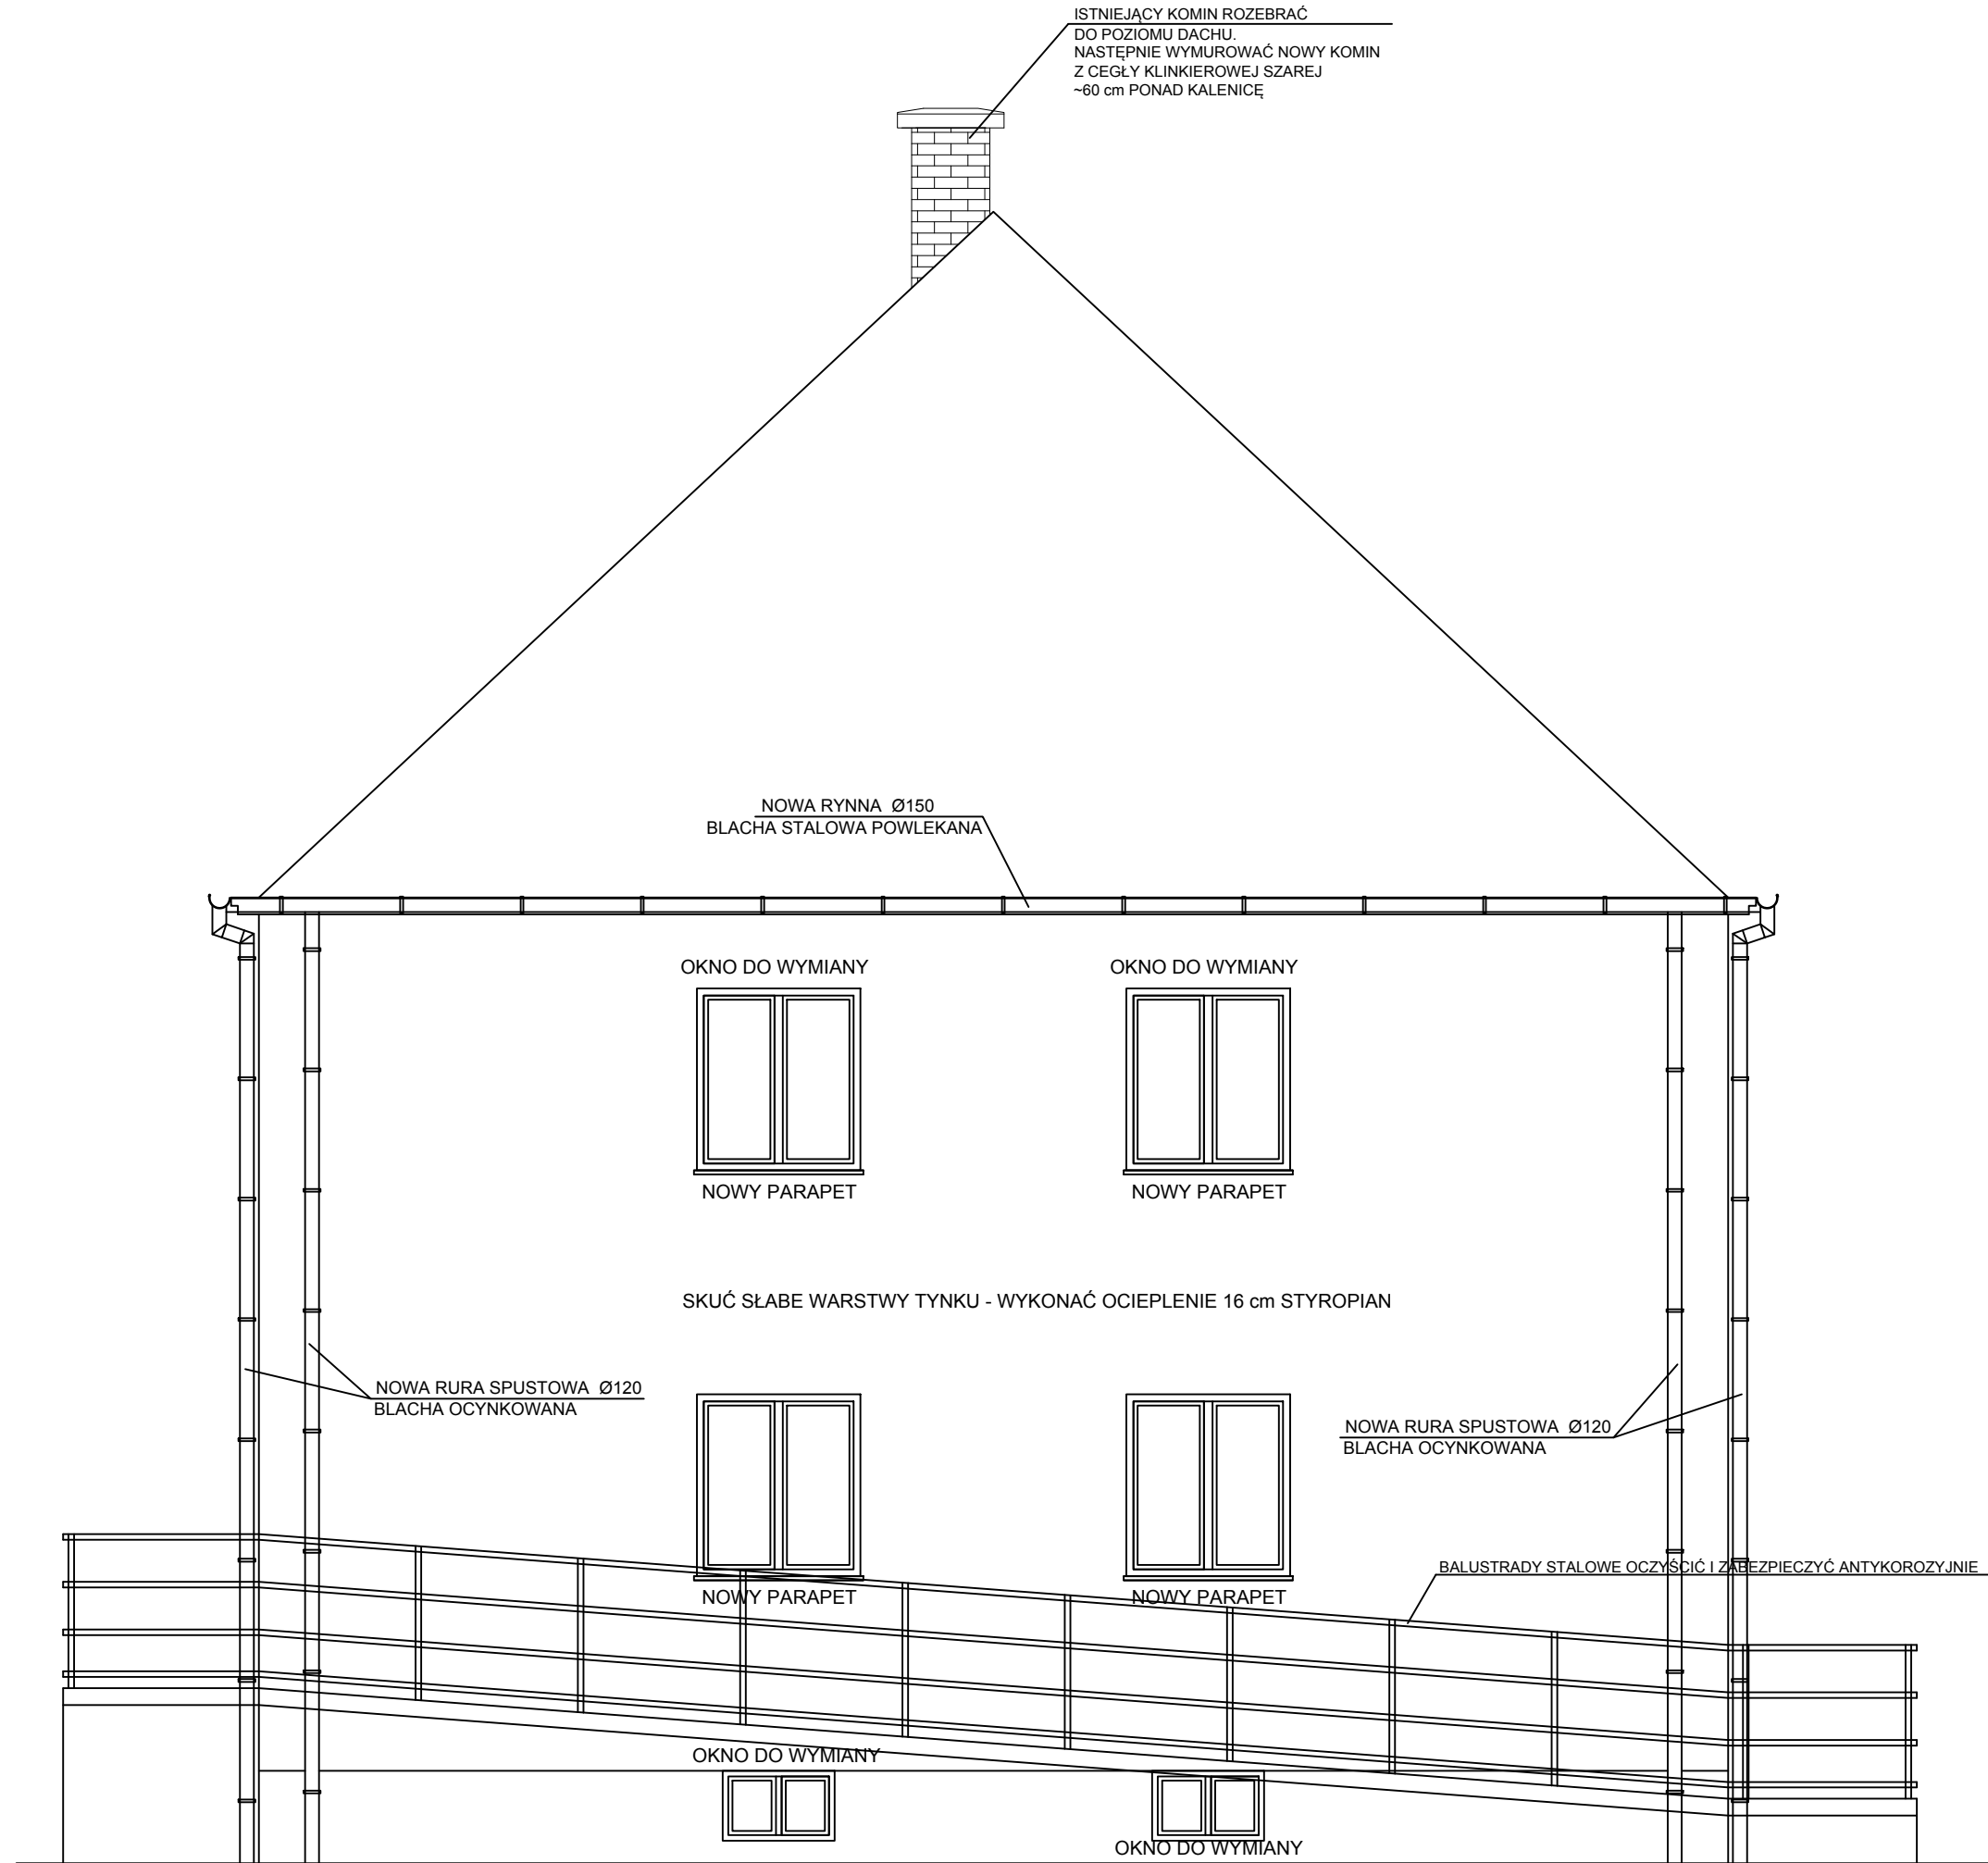 ISTNIEJĄCY KOMIN ROZEBRAĆ
DO POZIOMU DACHU.
NASTĘPNIE WYMUROWAĆ NOWY KOMIN
Z CEGŁY KLINKIEROWEJ SZAREJ
~60 cm PONAD KALENICĘ
NOWA RYNNA Ø150
BLACHA STALOWA POWLEKANA
OKNO DO WYMIANY
OKNO DO WYMIANY
NOWY PARAPET
NOWY PARAPET
SKUĆ SŁABE WARSTWY TYNKU - WYKONAĆ OCIEPLENIE 16 cm STYROPIAN
NOWA RURA SPUSTOWA Ø120
BLACHA OCYNKOWANA
NOWA RURA SPUSTOWA Ø120
BLACHA OCYNKOWANA
BALUSTRADY STALOWE OCZYŚCIĆ I ZABEZPIECZYĆ ANTYKOROZYJNIE
NOWY PARAPET
NOWY PARAPET
OKNO DO WYMIANY
OKNO DO WYMIANY